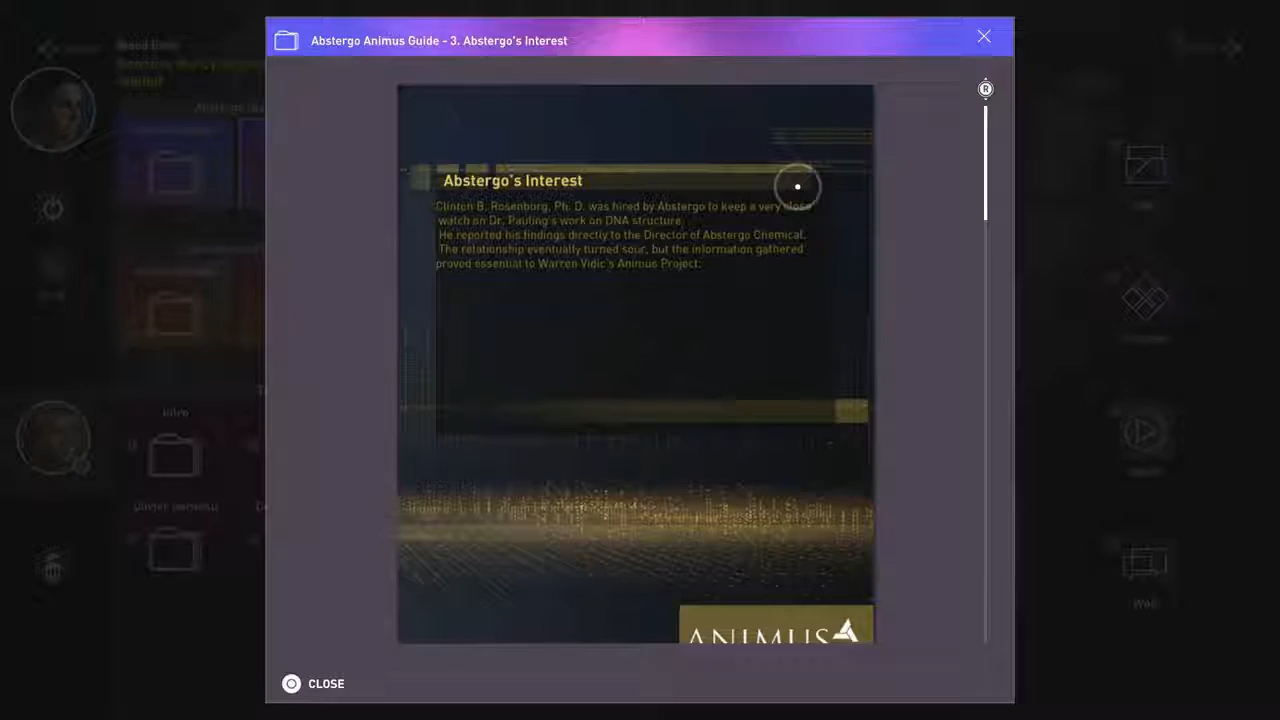 Abstergo Animus Guide - 3. Abstergo's Interest
R
Abstergo's Interest
Clinton B. Rosenburg, Ph. D. was hired by Abstergo to keep a very close
watch on Dr. Pauling's work on DNA structure.
He reported his findings directly to the Director of Abstergo Chemical.
The relationship eventually turned sour, but the information gathered
proved essential to Warren Vidic's Animus Project.
Intro
ANIMUS
CLOSE